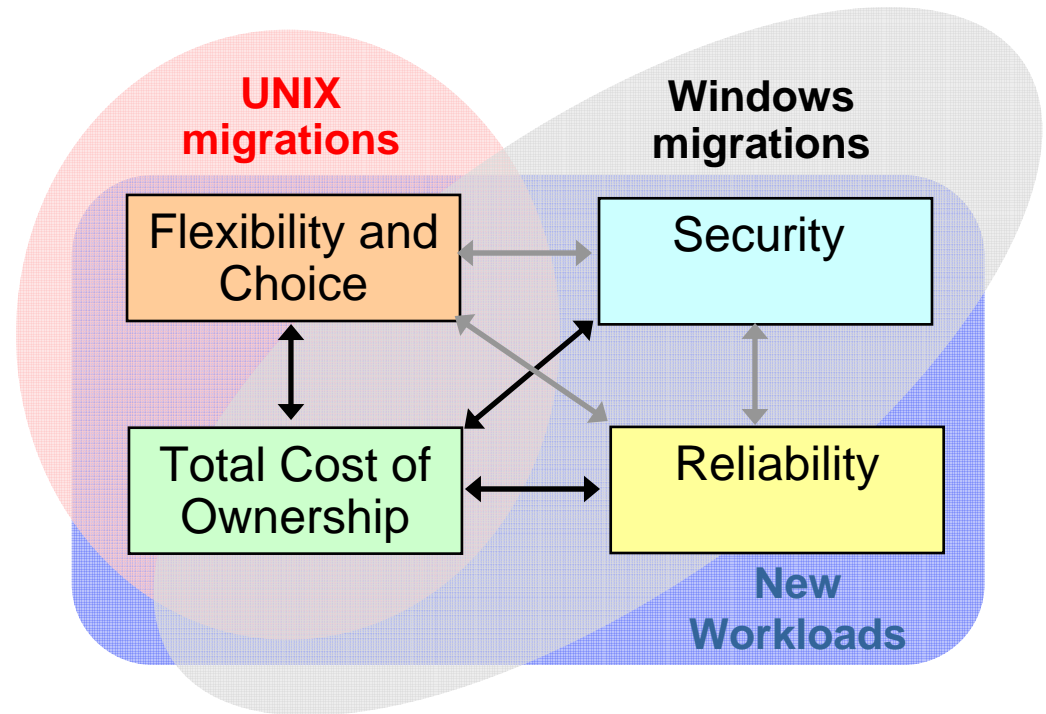 UNIX
migrations
Windows
migrations
Flexibility and
Choice
Security
Total Cost of
Ownership
Reliability
New
Workloads